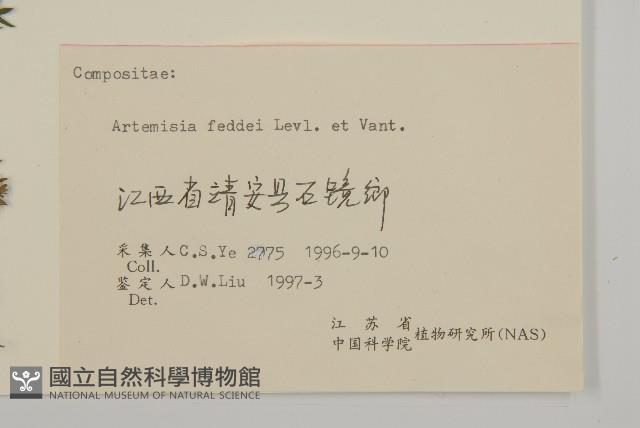 Compositae:
Artemisia feddei Levl. et Vant.
江西省靖安县石镜鄉
采集人 C.S.Ye 2775 1996-9-10
Coll.
鉴定人 D.W.Liu 1997-3
Det.
江苏省
中国科学院 植物研究所(NAS)
國立自然科學博物館
NATIONAL MUSEUM OF NATURAL SCIENCE